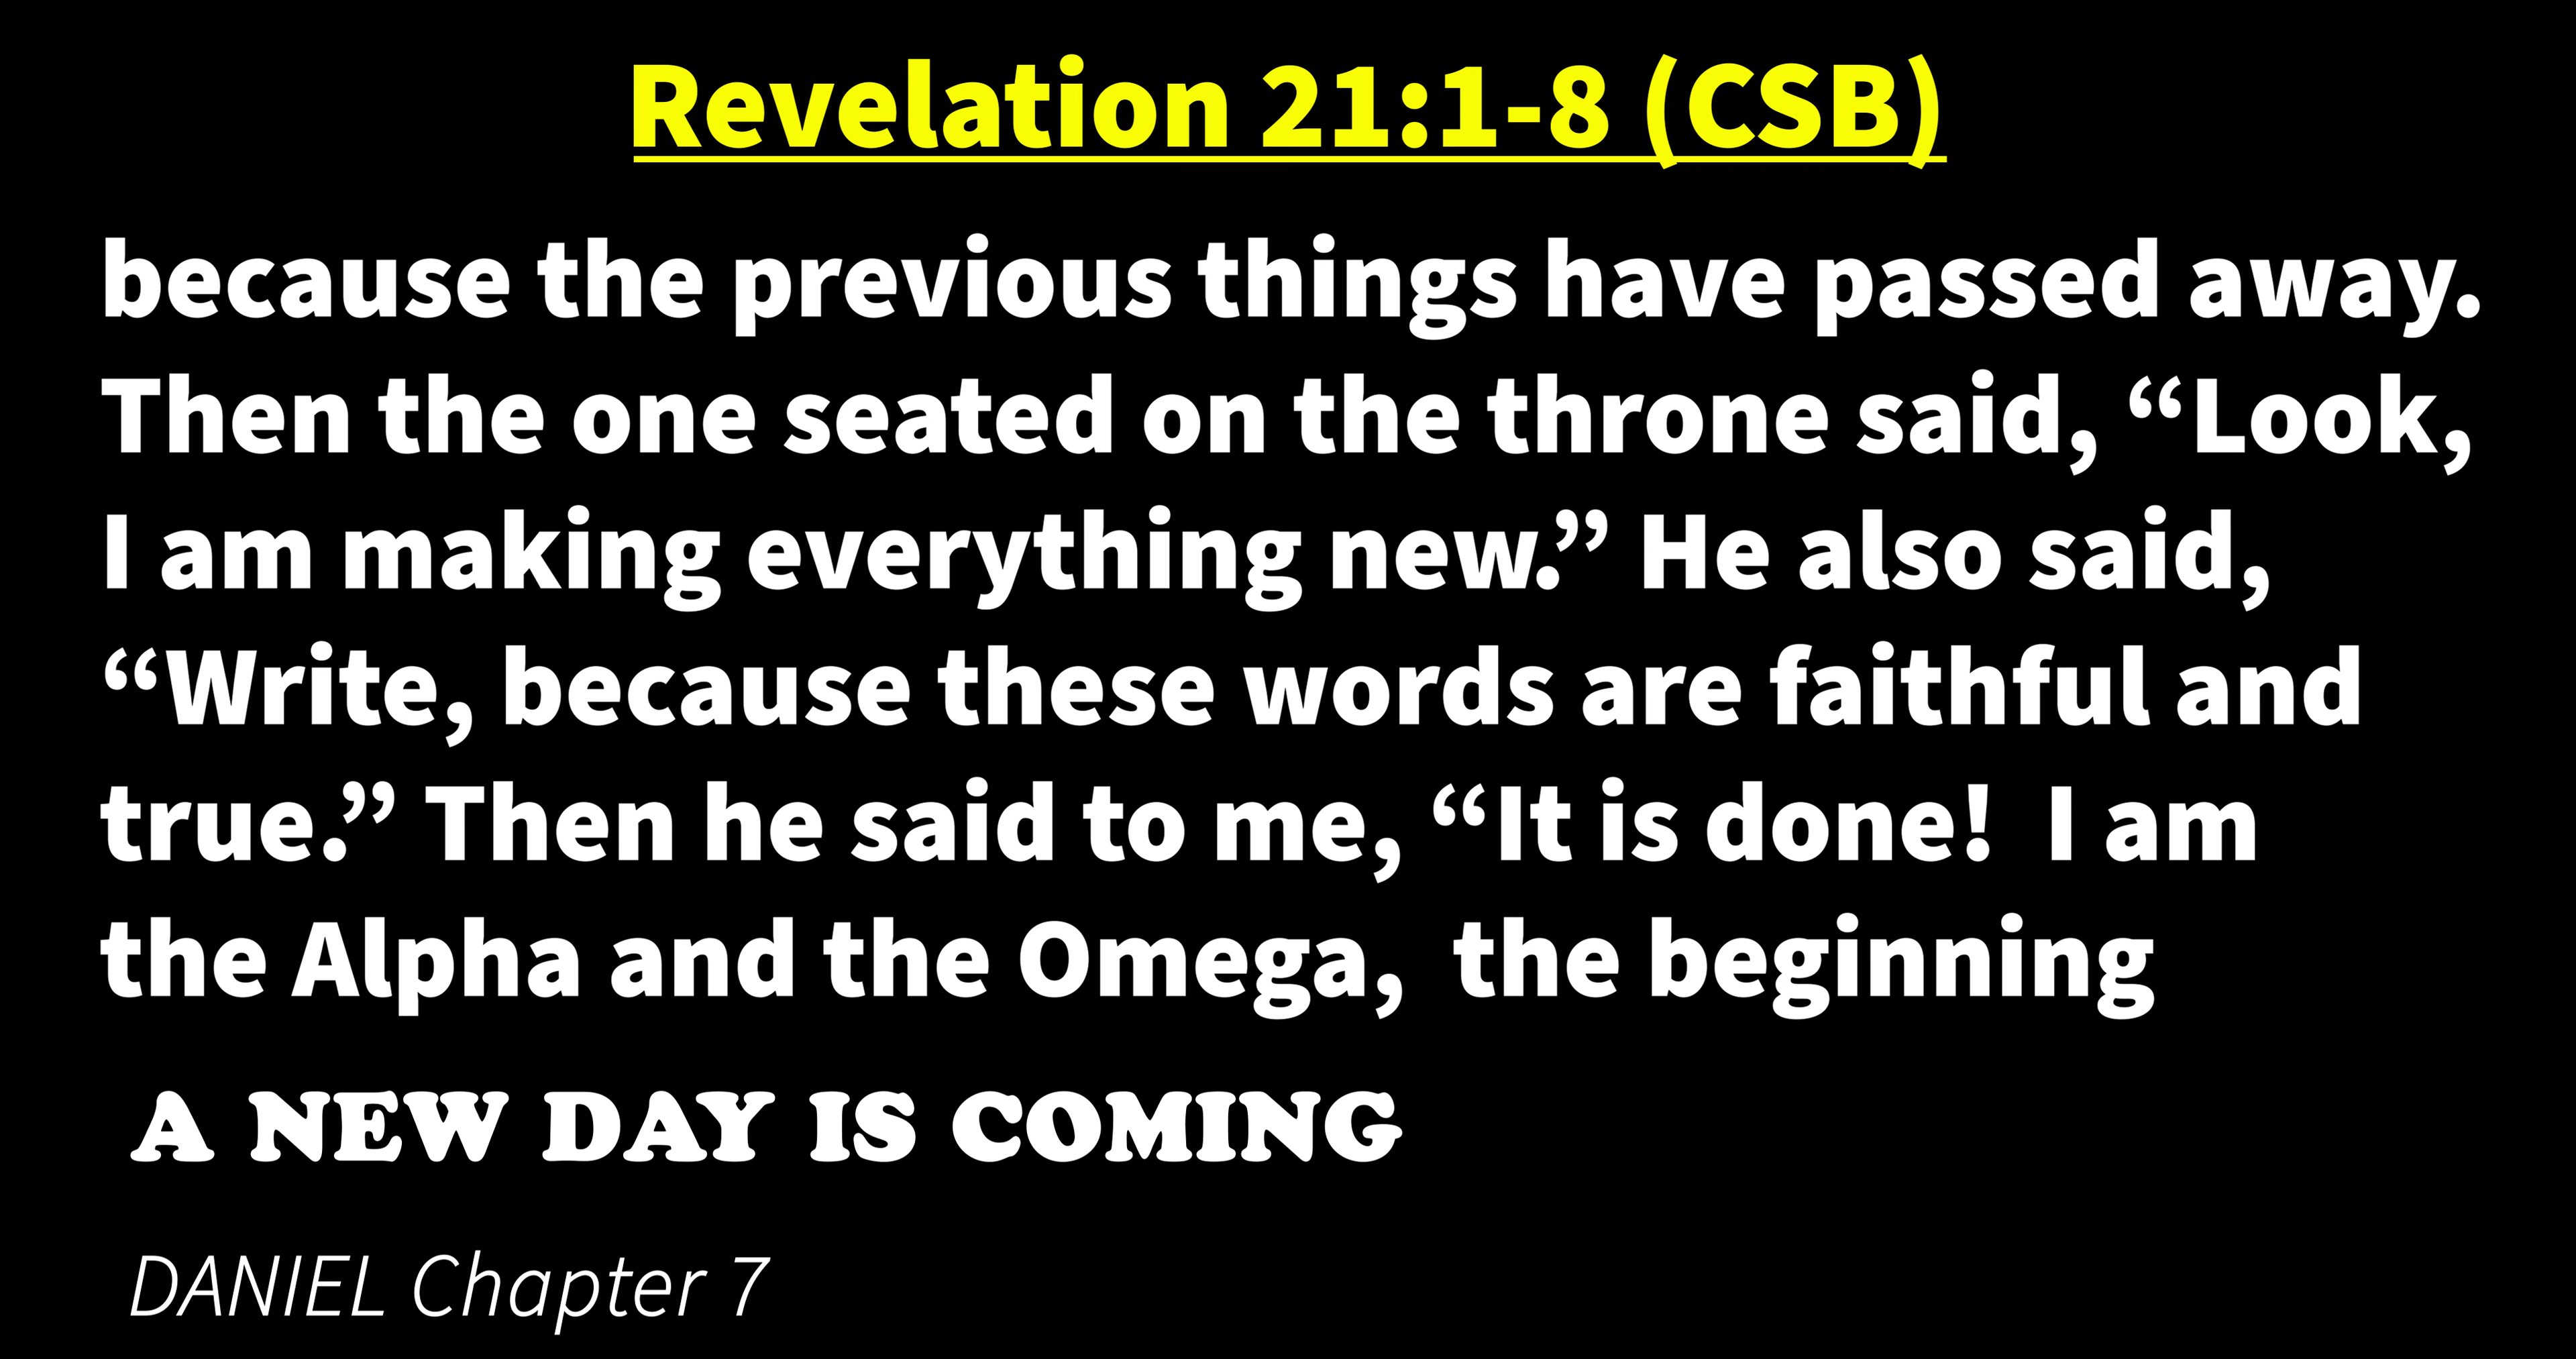 Revelation 21:1-8 (CSB)
because the previous things have passed away.
Then the one seated on the throne said, “Look,
I am making everything new.” He also said,
“Write, because these words are faithful and
true.” Then he said to me, “It is done!  I am
the Alpha and the Omega,  the beginning
A NEW DAY IS COMING
DANIEL Chapter 7